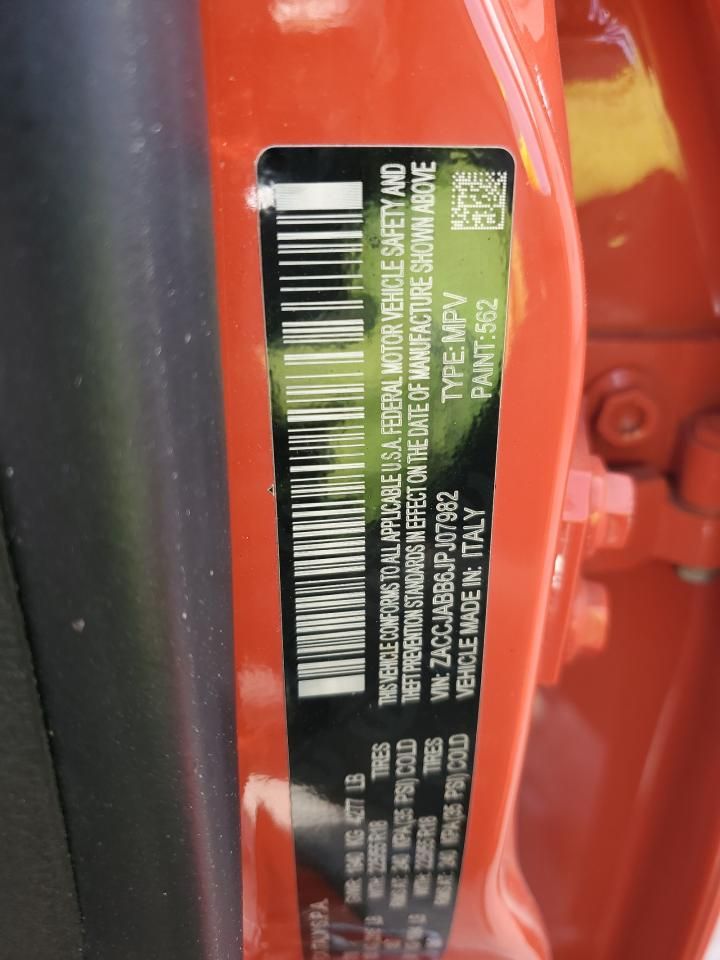 THIS VEHICLE CONFORMS TO ALL APPLICABLE U.S.A. FEDERAL MOTOR VEHICLE SAFETY AND
THEFT PREVENTION STANDARDS IN EFFECT ON THE DATE OF MANUFACTURE SHOWN ABOVE
VIN: ZACCJABB6JPJ07982 TYPE: MPV
VEHICLE MADE IN: ITALY PAINT: 562
KG 4277 LB
TIRES
KPA (35 PSI) COLD
TIRES
KPA (35 PSI) COLD